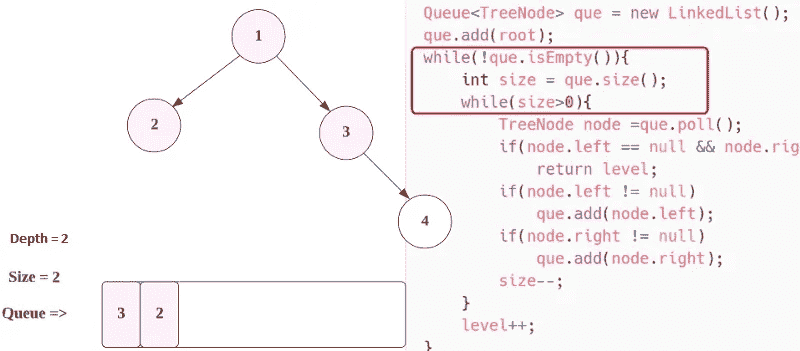 1
2
3
4
Depth = 2
Size = 2
Queue =>
3 2
Queue<TreeNode> que = new LinkedList();
que.add(root);
while(!que.isEmpty()){
int size = que.size();
while(size>0){
TreeNode node =que.poll();
if(node.left == null && node.rig
return level;
if(node.left != null)
que.add(node.left);
if(node.right != null)
que.add(node.right);
size--;
}
level++;
}